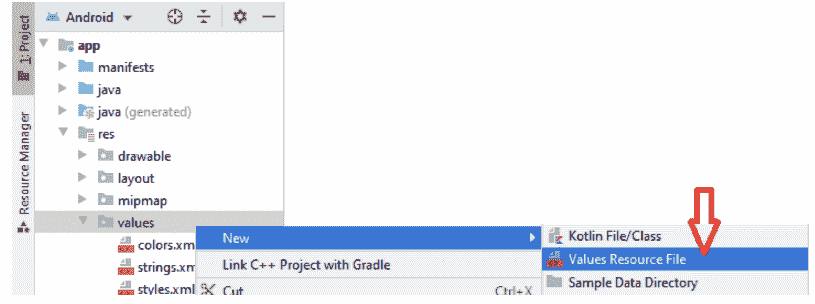 1: Project
Resource Manager
Android
app
manifests
java
java (generated)
res
drawable
layout
mipmap
values
colors.xm
strings.xm
styles.xml
New
Link C++ Project with Gradle
Cut Ctrl+X
Kotlin File/Class
Values Resource File
Sample Data Directory